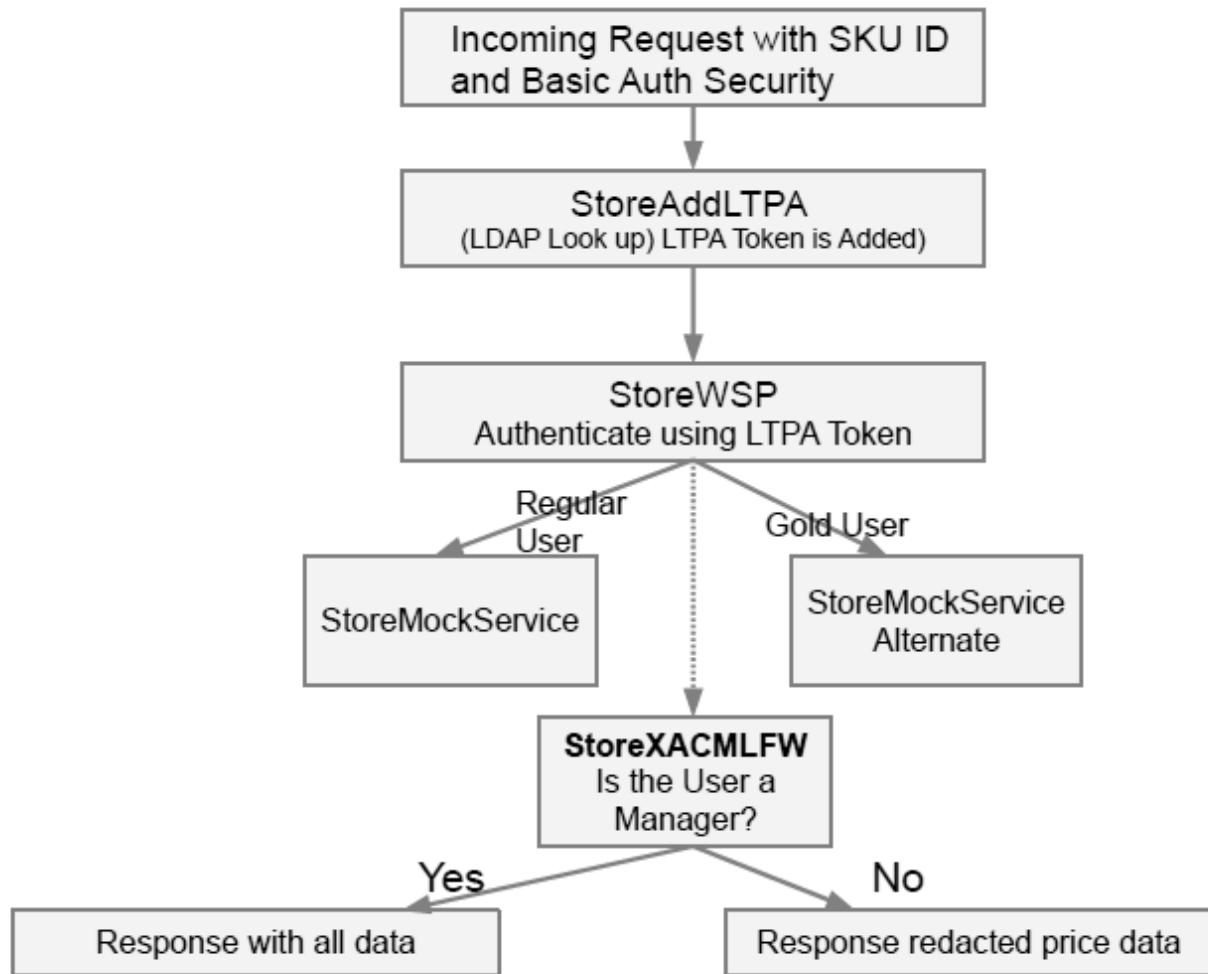 Incoming Request with SKU ID
and Basic Auth Security
StoreAddLTPA
(LDAP Look up) LTPA Token is Added)
StoreWSP
Authenticate using LTPA Token
Regular
User
Gold User
StoreMockService
StoreMockService
Alternate
StoreXACMLFW
Is the User a
Manager?
Yes
No
Response with all data
Response redacted price data